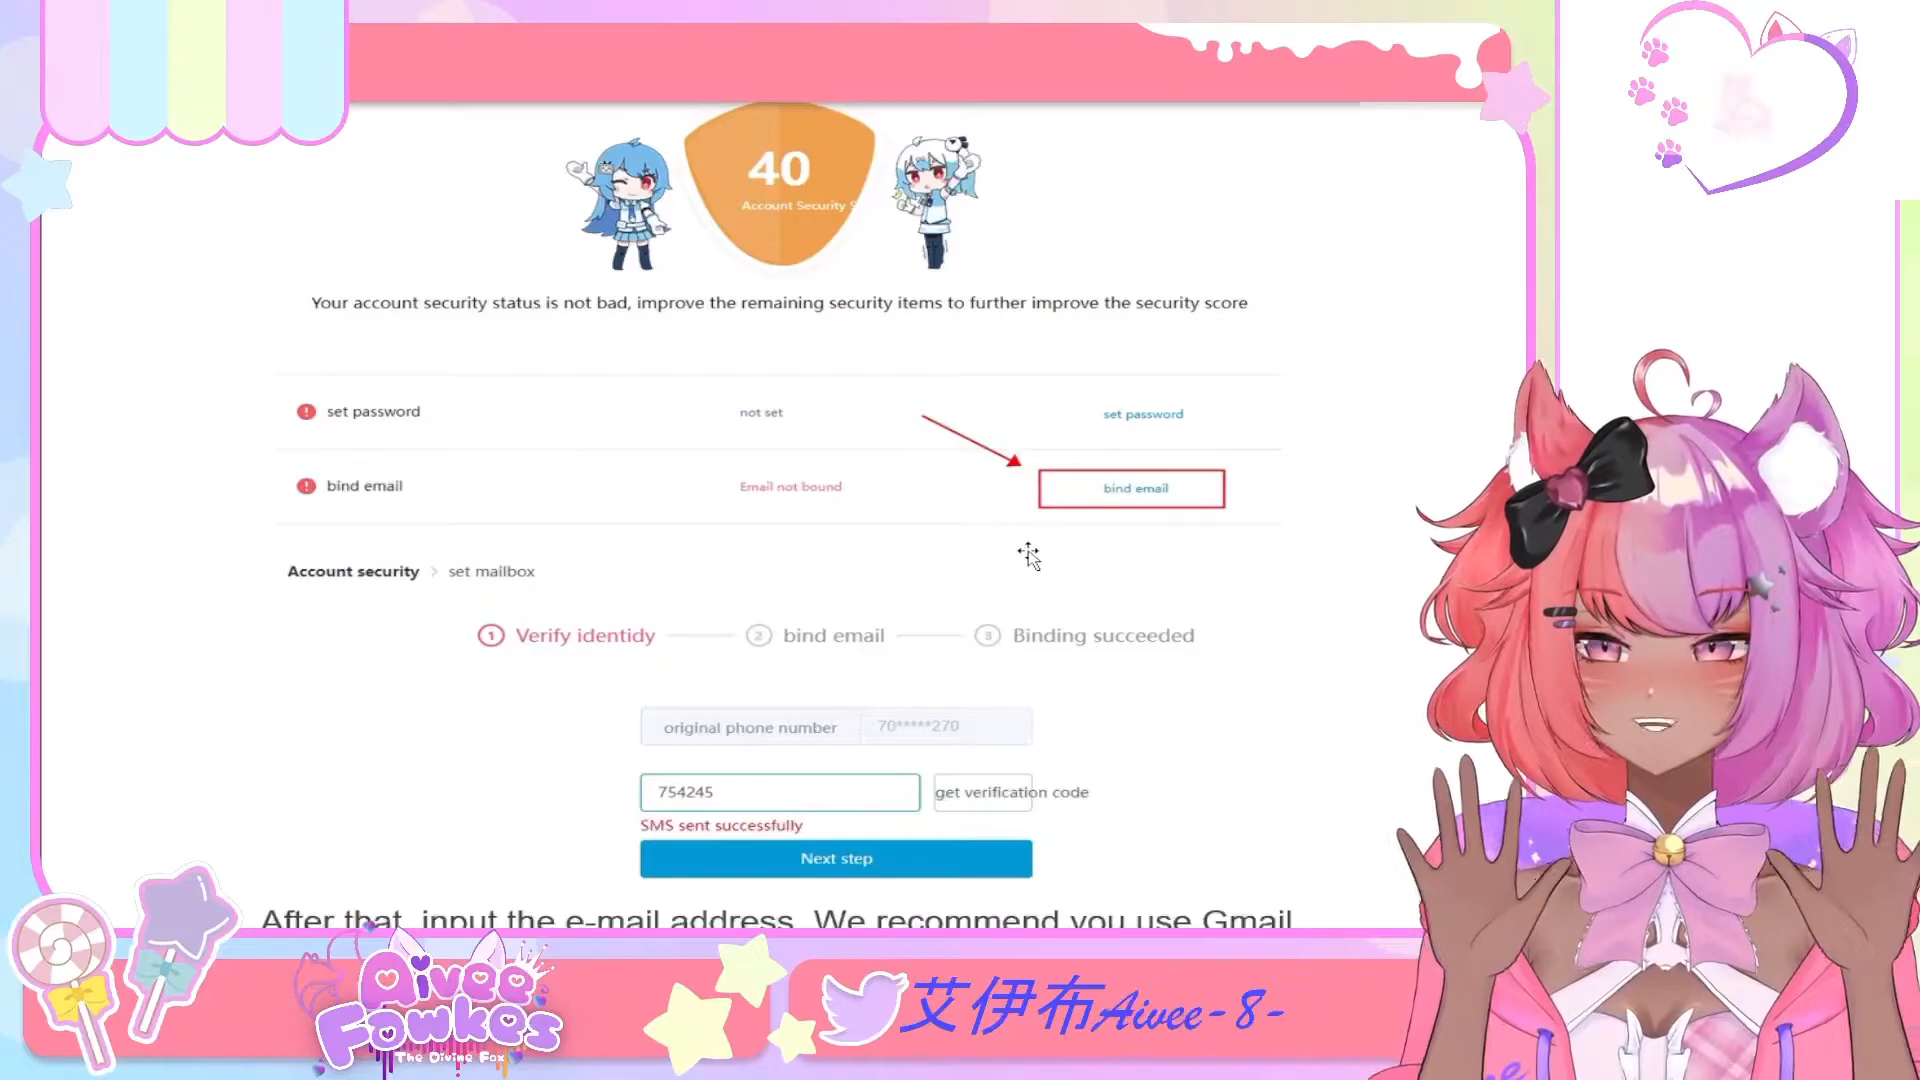 40
Account Security S
Your account security status is not bad, improve the remaining security items to further improve the security score
set password not set set password
bind email Email not bound bind email
Account security > set mailbox
1 Verify identidy 2 bind email 3 Binding succeeded
original phone number 70*****270
754245 get verification code
SMS sent successfully
Next step
After that, input the e-mail address. We recommend you use Gmail
Aivee
Fowkes
The Divine Fox
艾伊布Aivee-8-